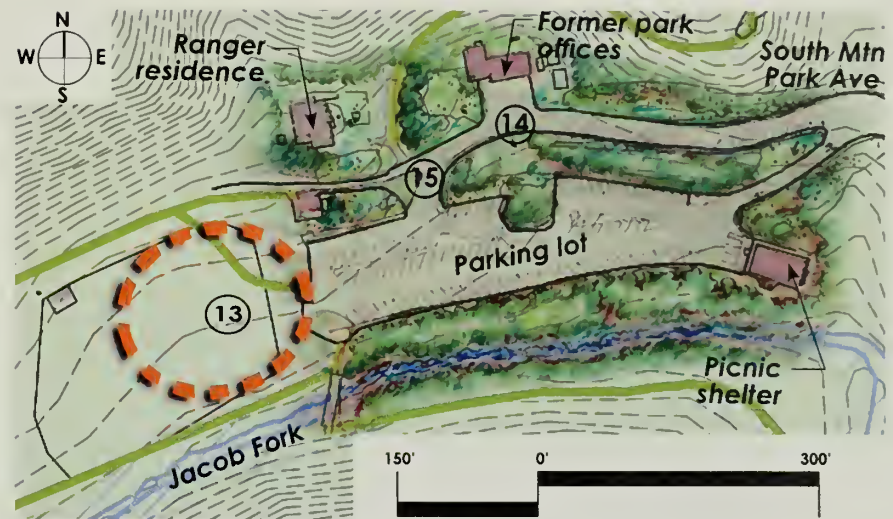 N
W E
S
Ranger
residence
Former park
offices
South Mtn
Park Ave
14
15
Parking lot
13
Picnic
shelter
Jacob Fork
150' 0' 300'